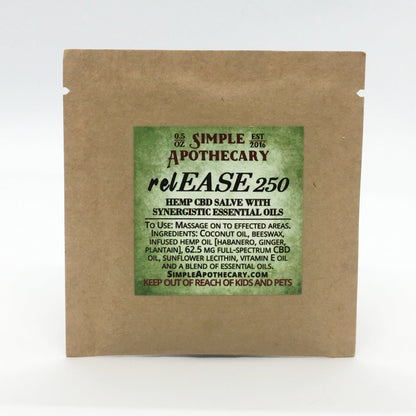 0.5 OZ SIMPLE EST 2016
APOTHECARY
relEASE 250
HEMP CBD SALVE WITH
SYNERGISTIC ESSENTIAL OILS
TO USE: MASSAGE ON TO EFFECTED AREAS.
INGREDIENTS: COCONUT OIL, BEESWAX,
INFUSED HEMP OIL [HABANERO, GINGER,
PLANTAIN], 62.5 MG FULL-SPECTRUM CBD
OIL, SUNFLOWER LECITHIN, VITAMIN E OIL
AND A BLEND OF ESSENTIAL OILS.
SIMPLEAPOTHECARY.COM
KEEP OUT OF REACH OF KIDS AND PETS